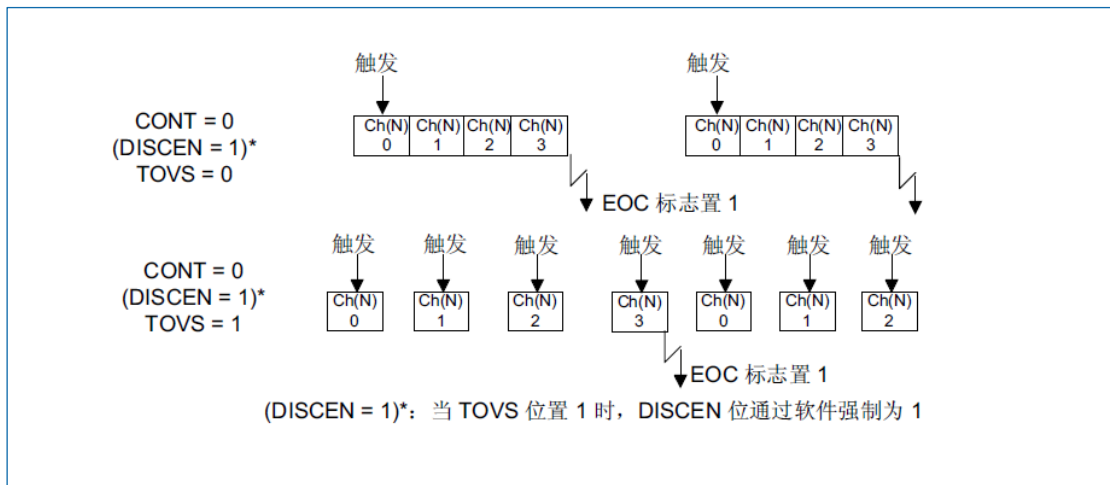 触发 触发
CONT = 0
(DISCEN = 1)*
TOVS = 0
Ch(N) Ch(N) Ch(N) Ch(N) Ch(N) Ch(N) Ch(N) Ch(N)
0 1 2 3 0 1 2 3
EOC 标志置 1
触发 触发 触发 触发 触发 触发 触发
CONT = 0
(DISCEN = 1)*
TOVS = 1
Ch(N) Ch(N) Ch(N) Ch(N) Ch(N) Ch(N) Ch(N)
0 1 2 3 0 1 2
EOC 标志置 1
(DISCEN = 1)*: 当 TOVS 位置 1 时，DISCEN 位通过软件强制为 1